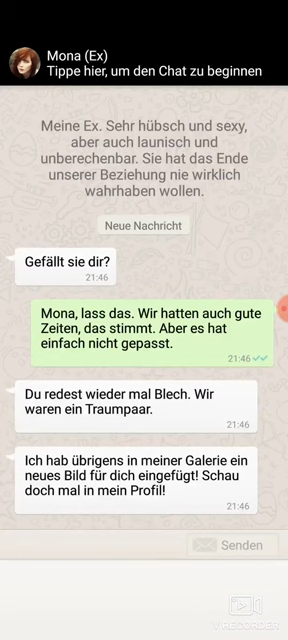 Mona (Ex)
Tippe hier, um den Chat zu beginnen
Meine Ex. Sehr hübsch und sexy,
aber auch launisch und
unberechenbar. Sie hat das Ende
unserer Beziehung nie wirklich
wahrhaben wollen.
Neue Nachricht
Gefällt sie dir?
21:46
Mona, lass das. Wir hatten auch gute
Zeiten, das stimmt. Aber es hat
einfach nicht gepasst.
21:46
Du redest wieder mal Blech. Wir
waren ein Traumpaar.
21:46
Ich hab übrigens in meiner Galerie ein
neues Bild für dich eingefügt! Schau
doch mal in mein Profil!
21:46
Senden
V RECORDER